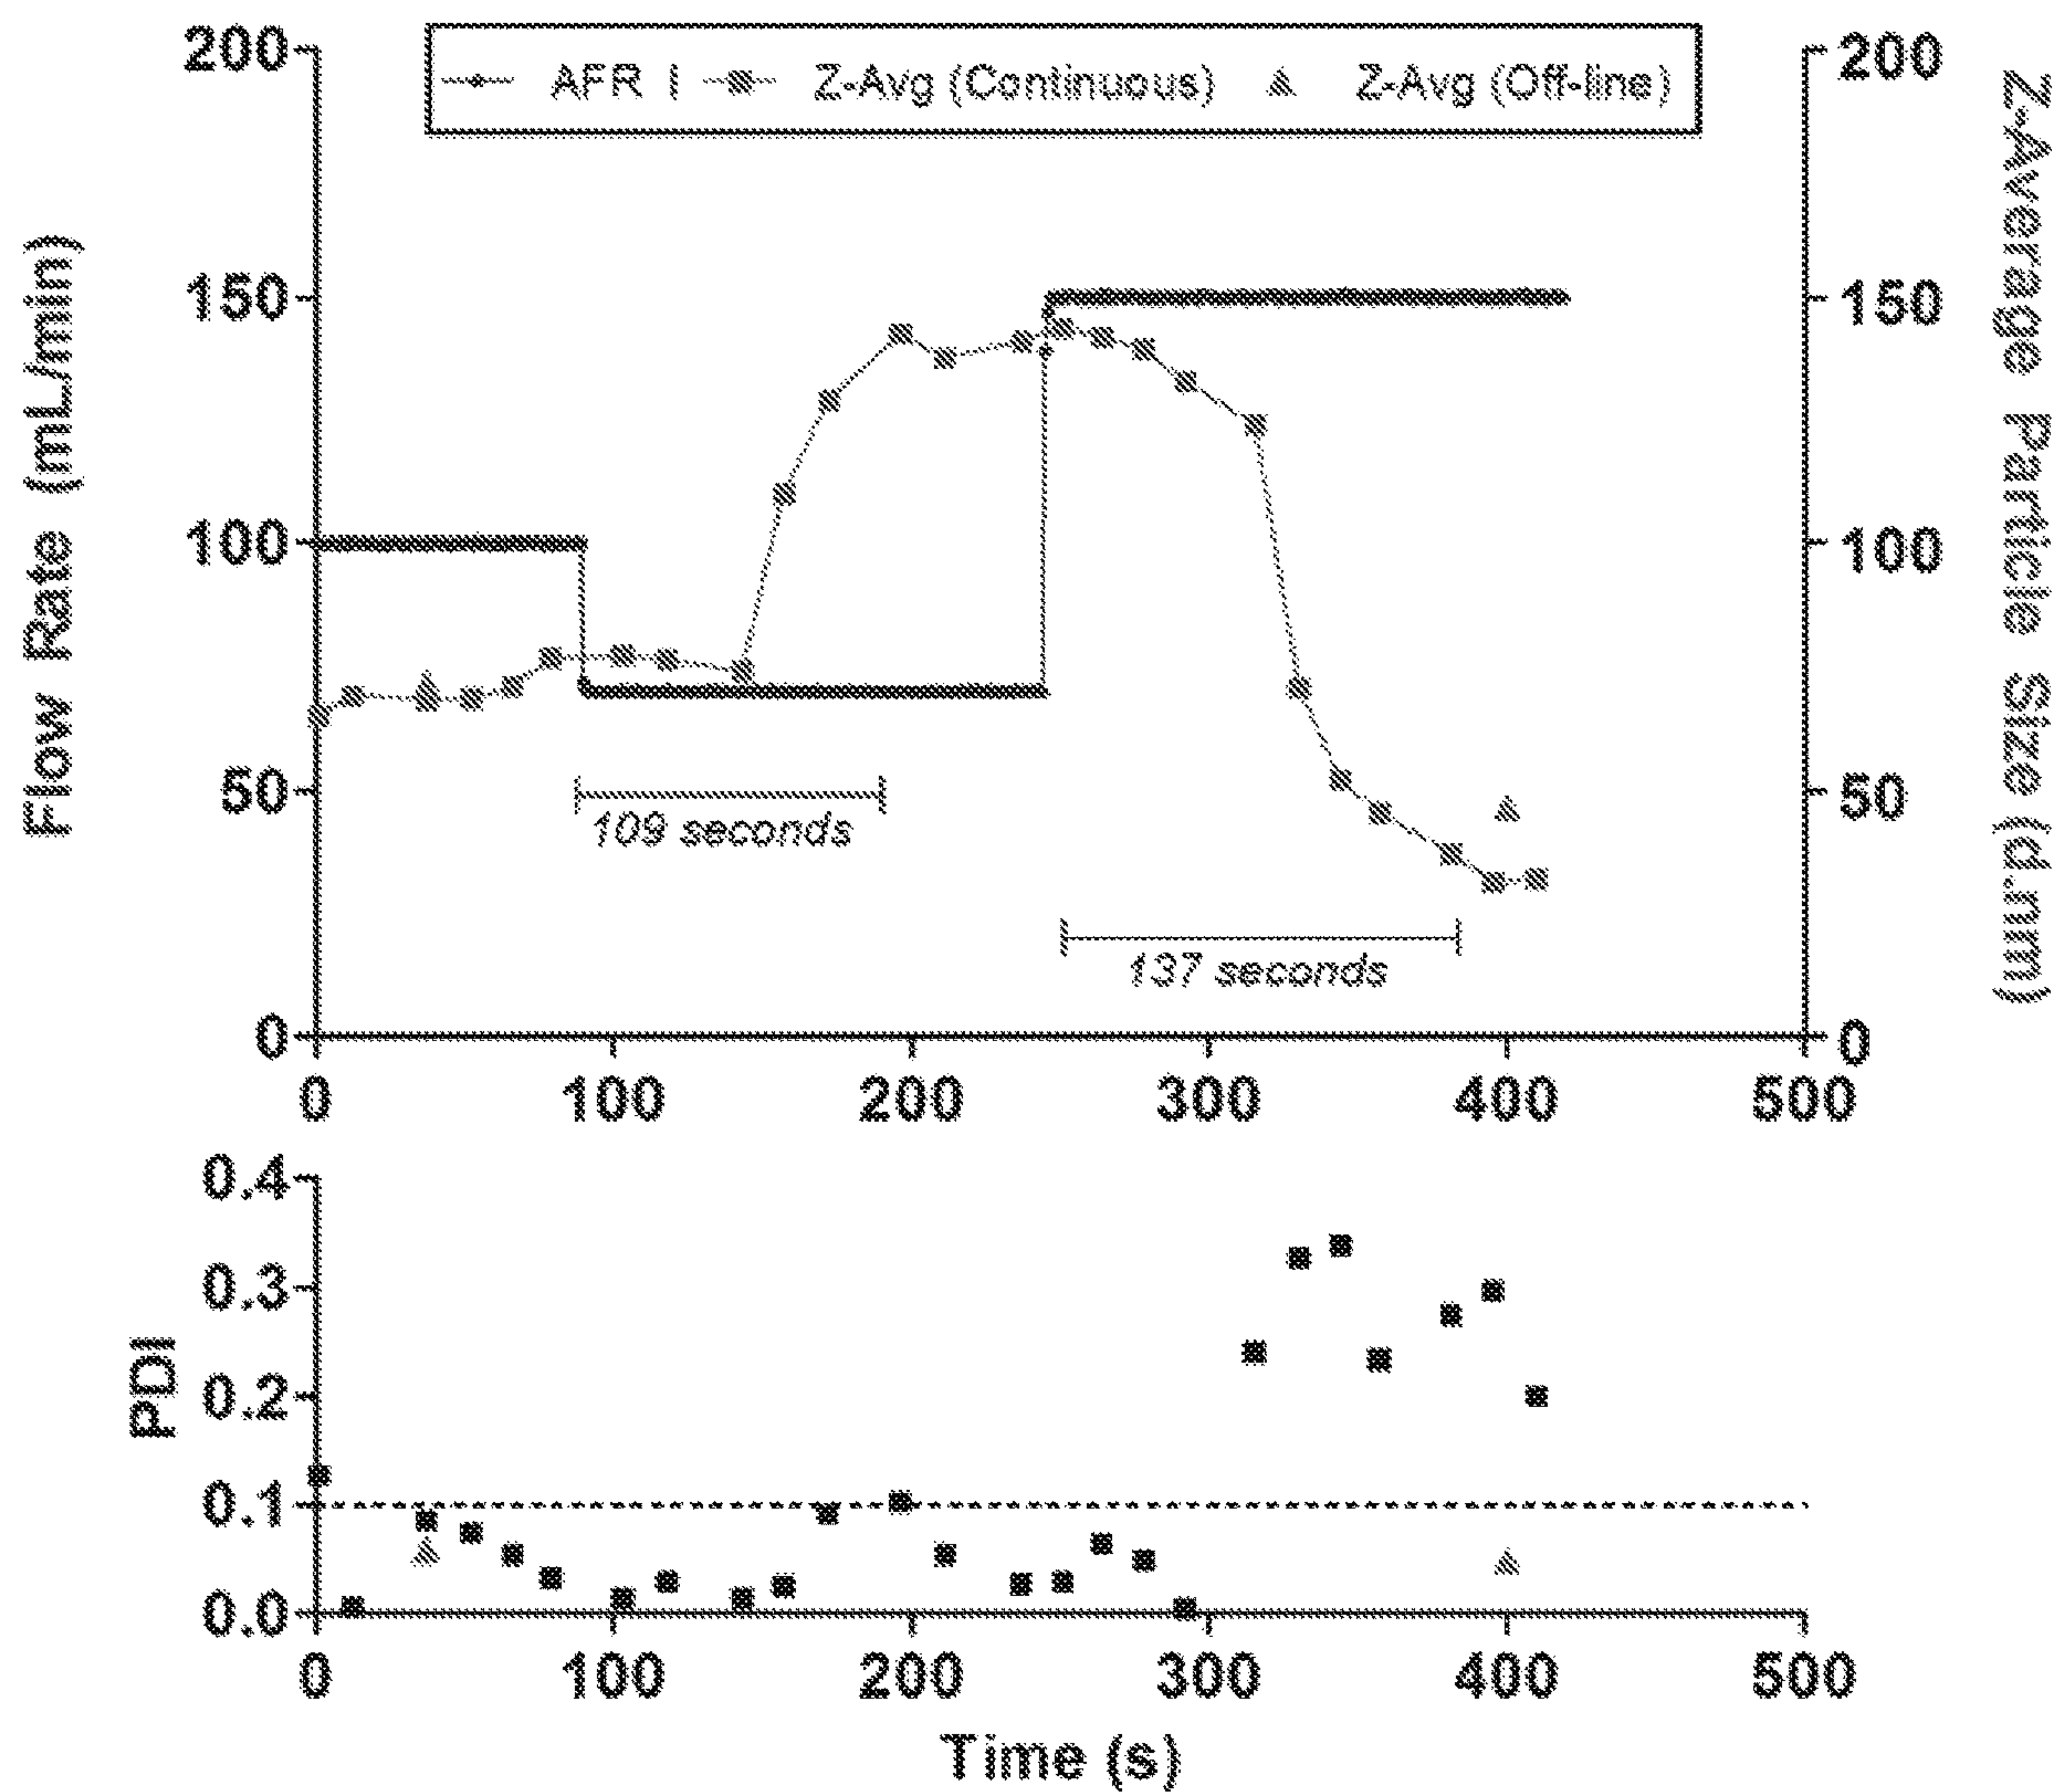 AFR | Z-Avg (Continuous) Z-Avg (Off-line)
Flow Rate (mL/min)
200
150
100
50
0
200
150
100
50
0
Z-Average Particle Size (d.nm)
109 seconds
137 seconds
0 100 200 300 400 500
PDI
0.4
0.3
0.2
0.1
0.0
0 100 200 300 400 500
Time (s)